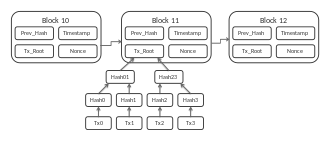 Block 10 Block 11 Block 12
Prev_Hash Timestamp Prev_Hash Timestamp Prev_Hash Timestamp
Tx_Root Nonce Tx_Root Nonce Tx_Root Nonce
Hash01 Hash23
Hash0 Hash1 Hash2 Hash3
Tx0 Tx1 Tx2 Tx3